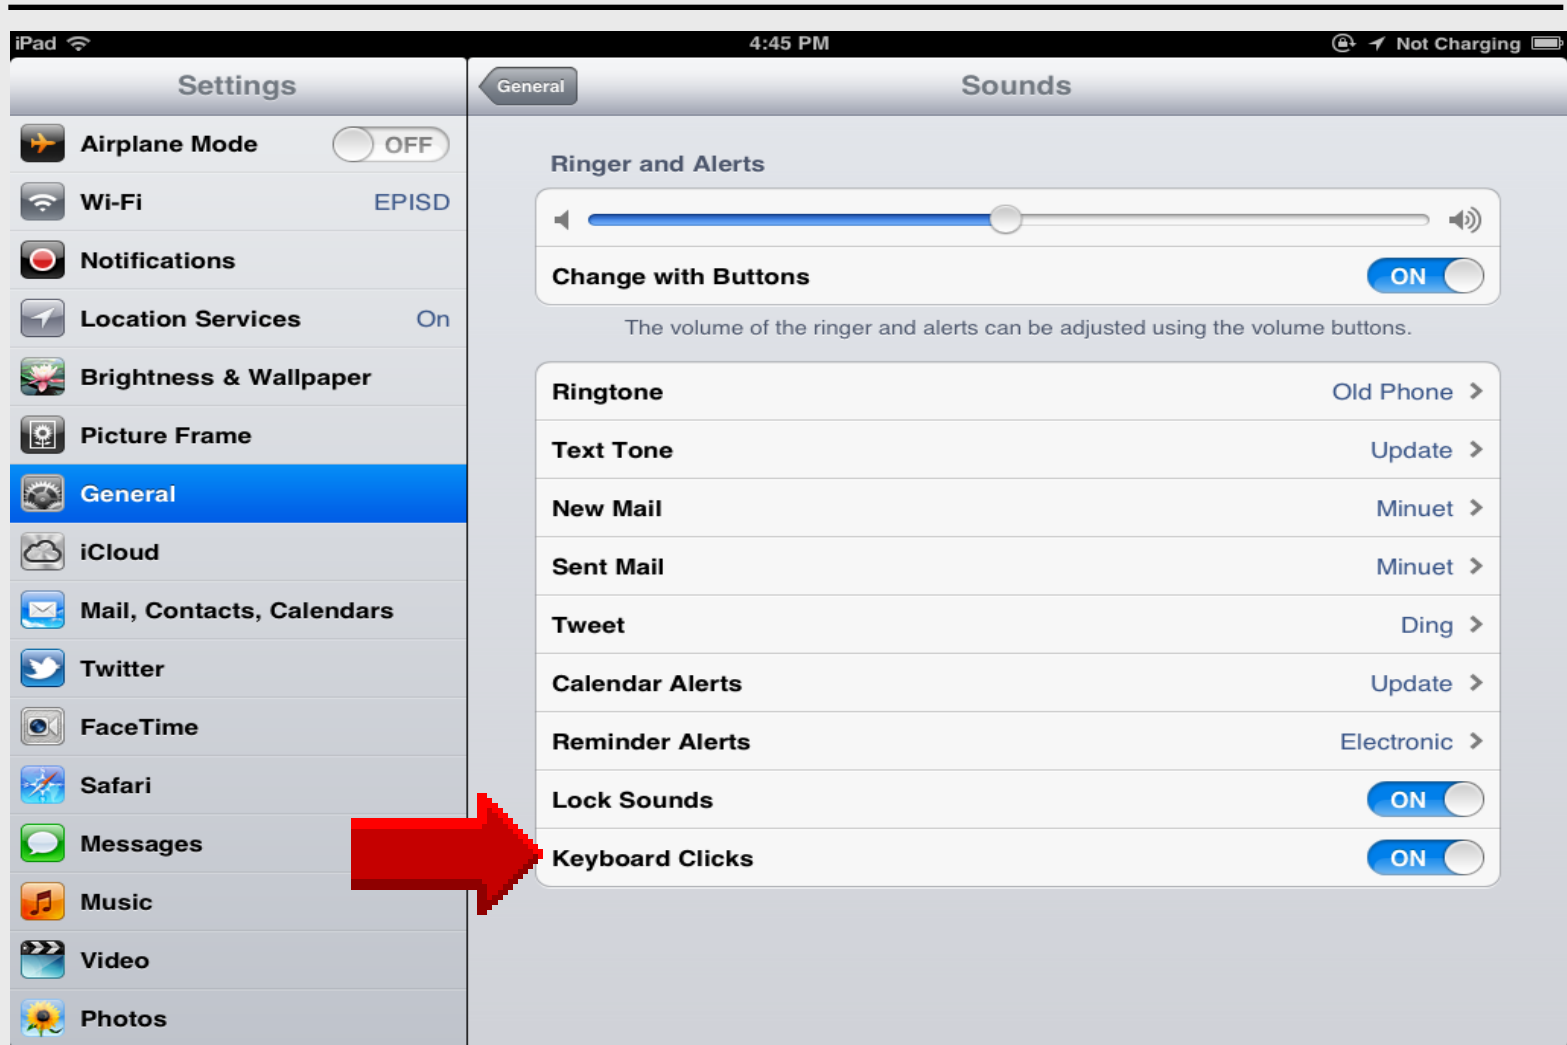 iPad 4:45 PM Not Charging
Settings
General Sounds
Airplane Mode OFF
Wi-Fi EPISD
Notifications
Location Services On
Brightness & Wallpaper
Picture Frame
General
iCloud
Mail, Contacts, Calendars
Twitter
FaceTime
Safari
Messages
Music
Video
Photos
Ringer and Alerts
Change with Buttons ON
The volume of the ringer and alerts can be adjusted using the volume buttons.
Ringtone Old Phone
Text Tone Update
New Mail Minuet
Sent Mail Minuet
Tweet Ding
Calendar Alerts Update
Reminder Alerts Electronic
Lock Sounds ON
Keyboard Clicks ON